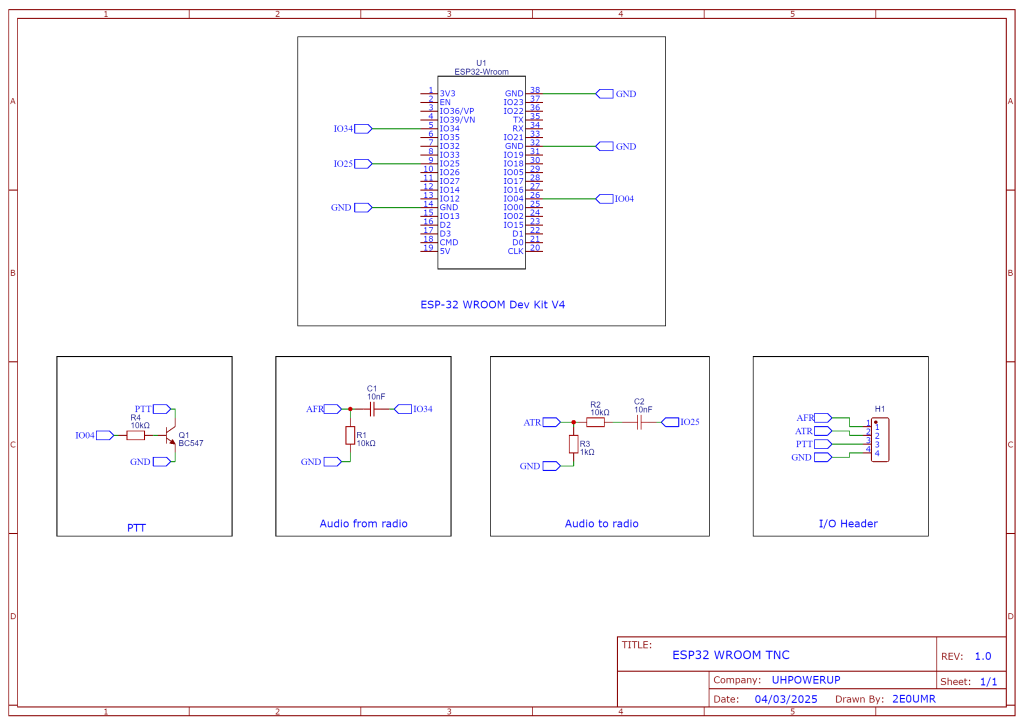 1 2 3 4 5
A A
B B
C C
D D
U1
ESP32-Wroom
1 3V3 GND 38 GND
2 EN IO23 37
3 IO36/VP IO22 36
4 IO39/VN TX 35
IO34 5 IO34 RX 34
6 IO35 IO21 33
7 IO32 GND 32 GND
8 IO33 IO19 31
IO25 9 IO25 IO18 30
10 IO26 IO05 29
11 IO27 IO17 28
12 IO14 IO16 27
13 IO12 IO04 26 IO04
GND 14 GND IO00 25
15 IO13 IO02 24
16 D2 IO15 23
17 D3 D1 22
18 CMD D0 21
19 5V CLK 20
ESP-32 WROOM Dev Kit V4
PTT
R4
10kΩ
IO04
Q1
BC547
GND
PTT
C1
10nF
AFR IO34
R1
10kΩ
GND
Audio from radio
R2
10kΩ
C2
10nF
ATR IO25
R3
1kΩ
GND
Audio to radio
H1
AFR 1 1
ATR 2 2
PTT 3 3
GND 4 4
I/O Header
TITLE:
ESP32 WROOM TNC
REV: 1.0
Company: UHPOWERUP
Sheet: 1/1
Date: 04/03/2025 Drawn By: 2E0UMR
1 2 3 4 5